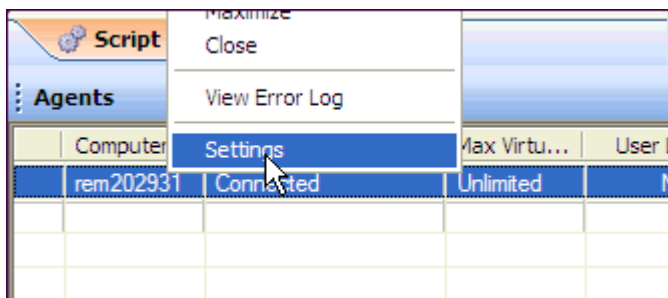 Maximize
Script
Close
Agents
View Error Log
Computer
Settings
Max Virtu...
User
rem202931
Connected
Unlimited